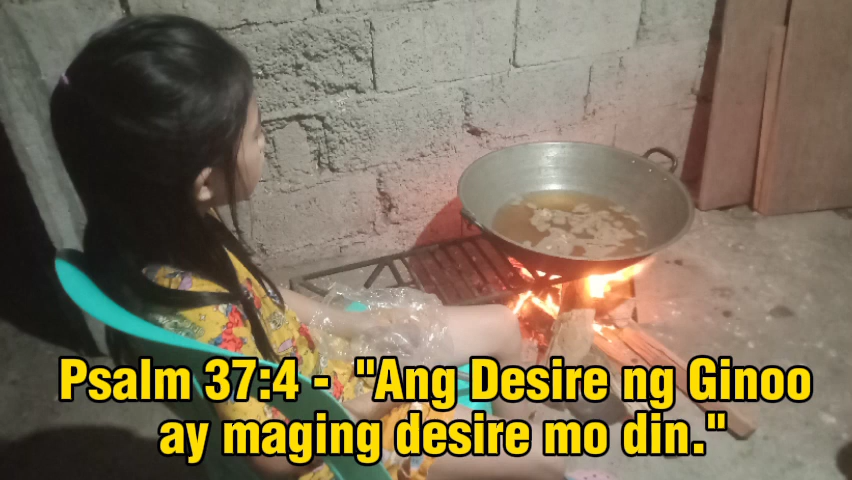 Psalm 37:4 - "Ang Desire ng Ginoo
ay maging desire mo din."